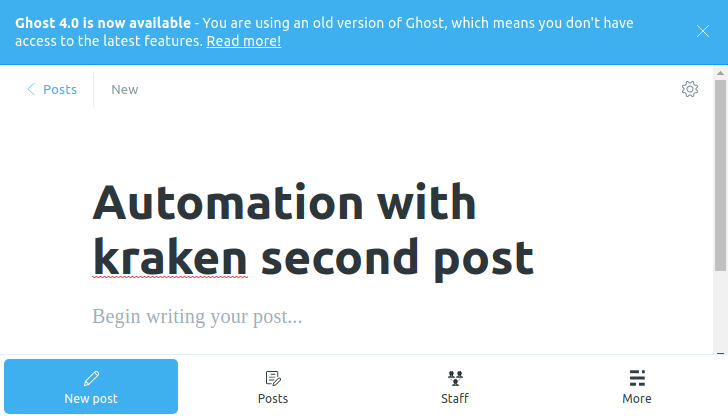 Ghost 4.0 is now available - You are using an old version of Ghost, which means you don't have
access to the latest features. Read more!
Posts
New
Automation with
kraken second post
Begin writing your post...
New post
Posts
Staff
More